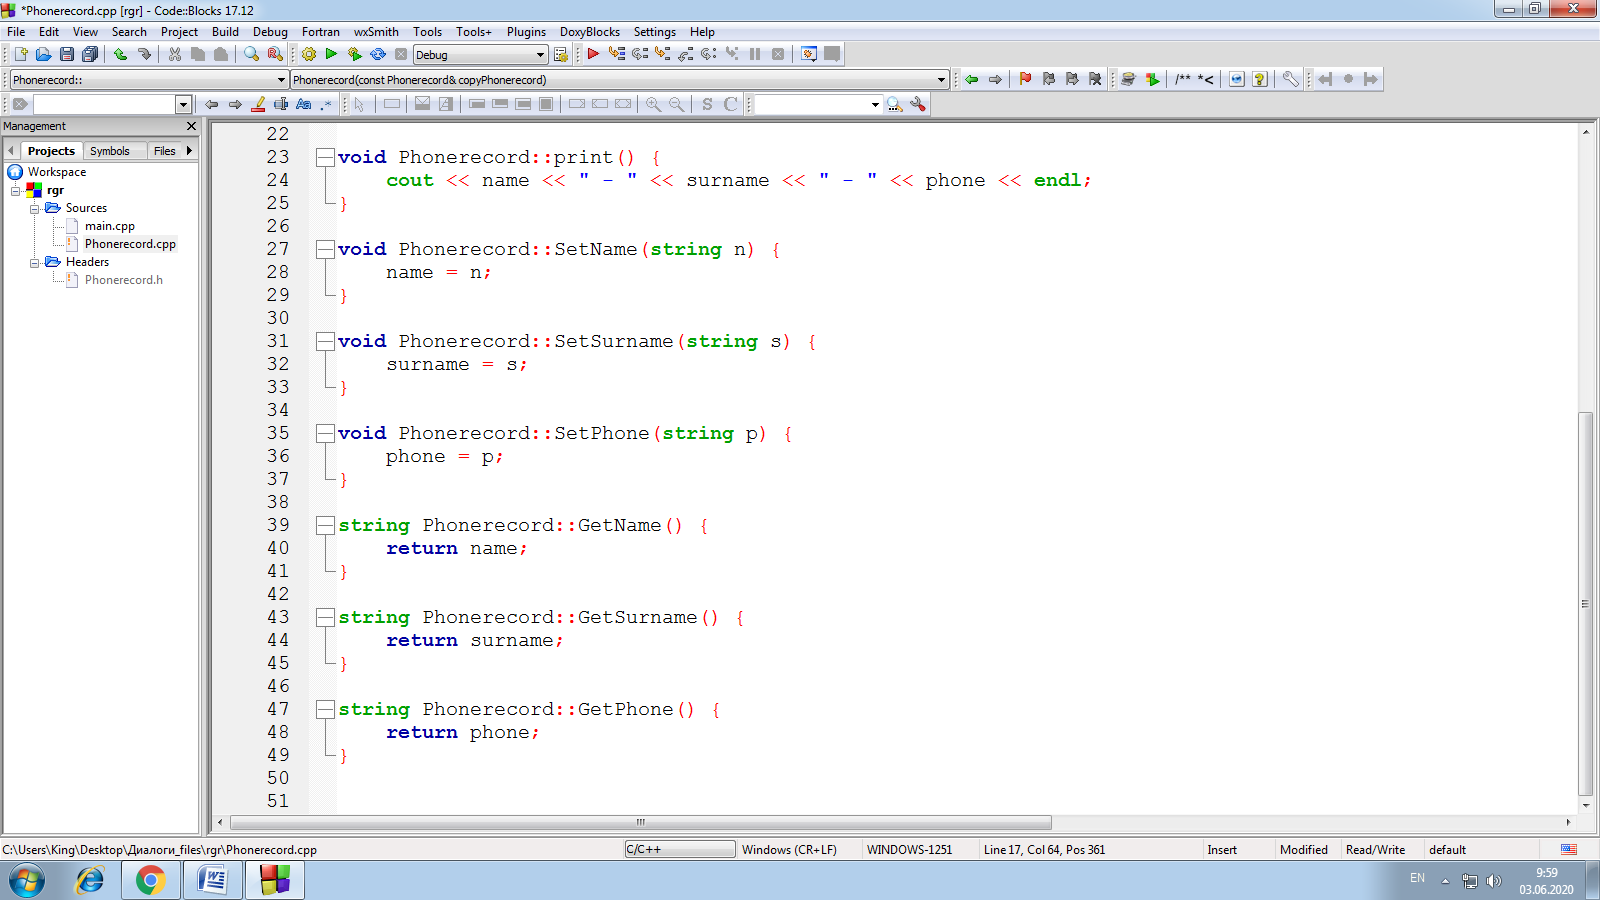 *Phonerecord.cpp [rgr] - Code::Blocks 17.12
File Edit View Search Project Build Debug Fortran wxSmith Tools Tools+ Plugins DoxyBlocks Settings Help
Debug
Phonerecord:: Phonerecord(const Phonerecord& copyPhonerecord) /** *<
Aa .* S C
Management
Projects Symbols Files
Workspace
rgr
Sources
main.cpp
Phonerecord.cpp
Headers
Phonerecord.h
22
23 void Phonerecord::print() {
24 cout << name << " - " << surname << " - " << phone << endl;
25 }
26
27 void Phonerecord::SetName(string n) {
28 name = n;
29 }
30
31 void Phonerecord::SetSurname(string s) {
32 surname = s;
33 }
34
35 void Phonerecord::SetPhone(string p) {
36 phone = p;
37 }
38
39 string Phonerecord::GetName() {
40 return name;
41 }
42
43 string Phonerecord::GetSurname() {
44 return surname;
45 }
46
47 string Phonerecord::GetPhone() {
48 return phone;
49 }
50
51
C:\Users\King\Desktop\Диалоги_files\rgr\Phonerecord.cpp C/C++ Windows (CR+LF) WINDOWS-1251 Line 17, Col 64, Pos 361 Insert Modified Read/Write default
EN 9:59
03.06.2020